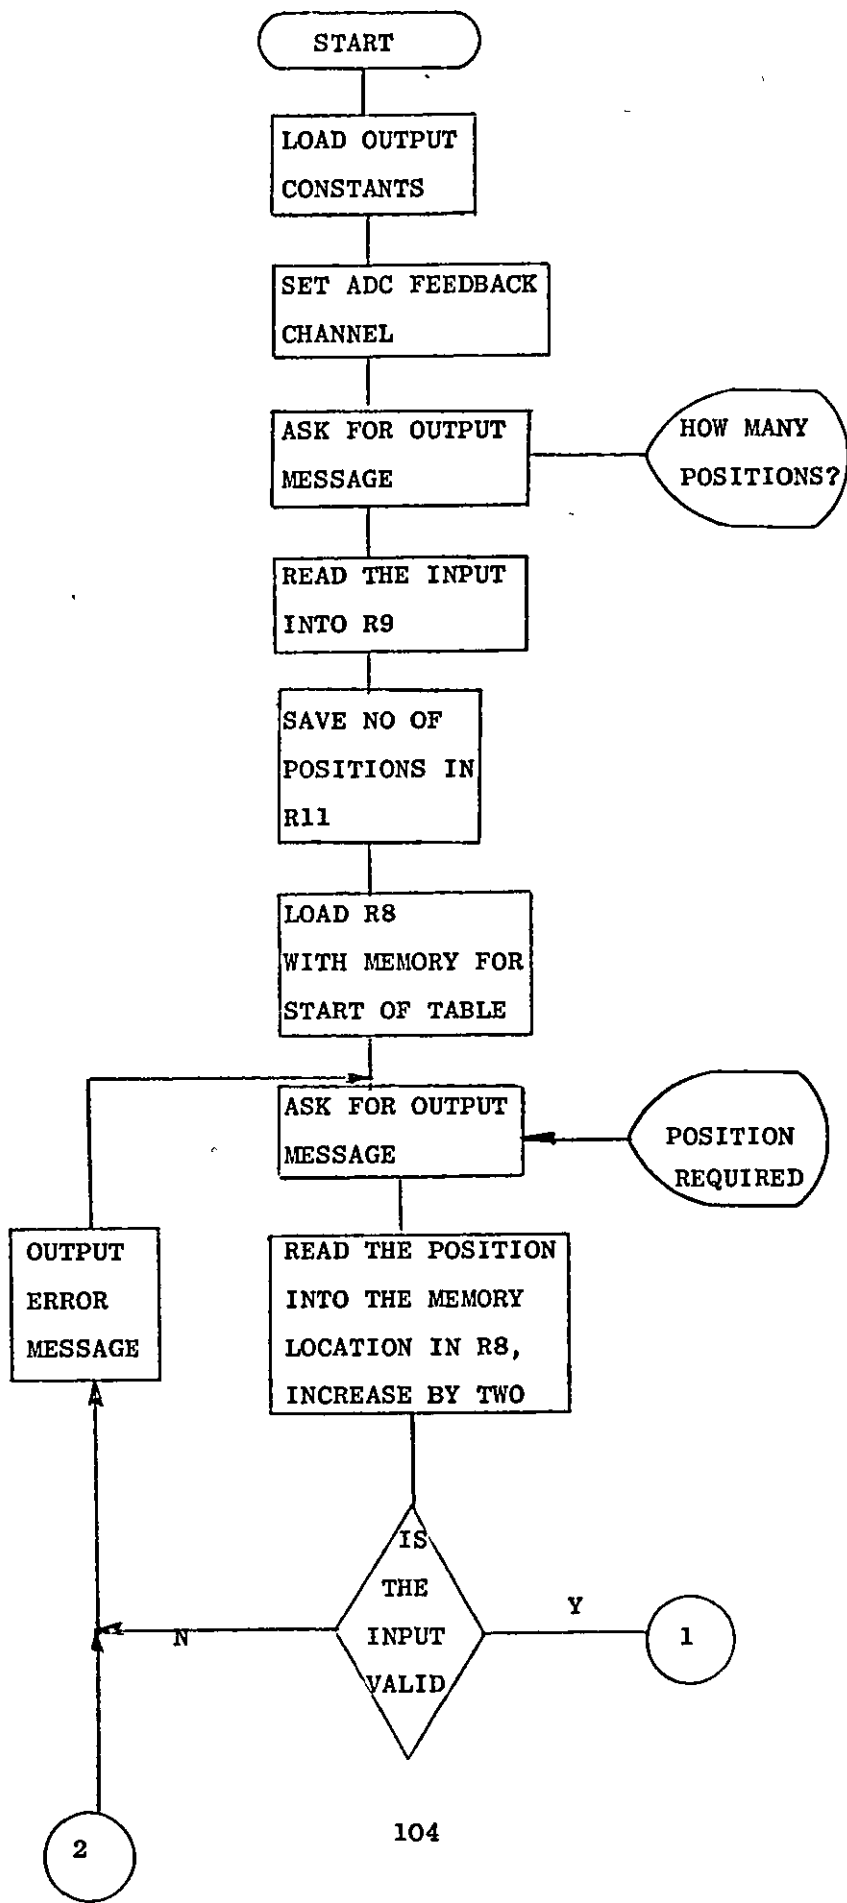 START
LOAD OUTPUT
CONSTANTS
SET ADC FEEDBACK
CHANNEL
ASK FOR OUTPUT
MESSAGE
HOW MANY
POSITIONS?
READ THE INPUT
INTO R9
SAVE NO OF
POSITIONS IN
R11
LOAD R8
WITH MEMORY FOR
START OF TABLE
ASK FOR OUTPUT
MESSAGE
POSITION
REQUIRED
OUTPUT
ERROR
MESSAGE
READ THE POSITION
INTO THE MEMORY
LOCATION IN R8,
INCREASE BY TWO
IS
THE
INPUT
VALID
N
Y
1
2
104